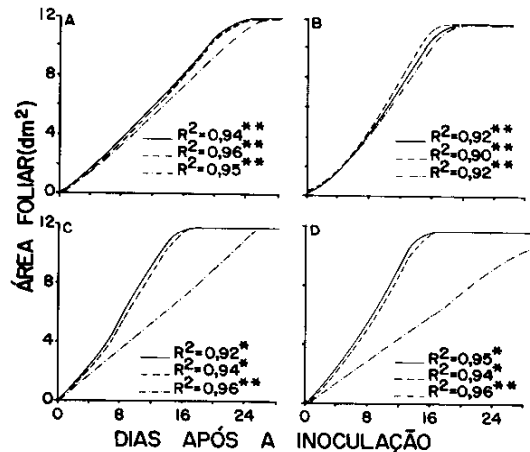 ÁREA FOLIAR(dm²)
12
8
4
0
A
R²=0,94**
R²=0,96**
R²=0,95**
B
R²=0,92**
R²=0,90**
R²=0,92**
12
8
4
0
C
R²=0,92*
R²=0,94*
R²=0,96**
0 8 16 24
D
R²=0,95*
R²=0,94*
R²=0,96**
0 8 16 24
DIAS APÓS A INOCULAÇÃO